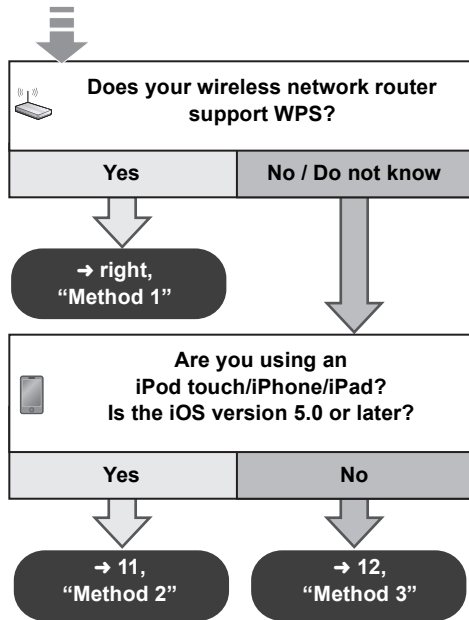 Does your wireless network router
support WPS?
Yes
No / Do not know
➜ right,
“Method 1”
Are you using an
iPod touch/iPhone/iPad?
Is the iOS version 5.0 or later?
Yes
No
➜ 11,
“Method 2”
➜ 12,
“Method 3”